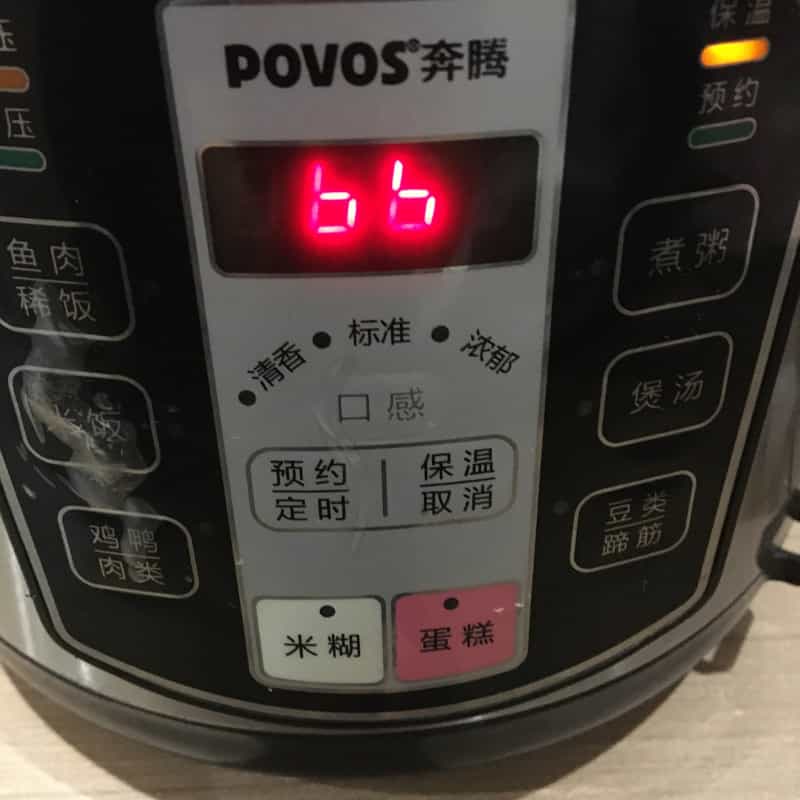 POVOS®奔腾
保温
压
bb
预约
压
鱼肉
稀饭
煮粥
清香
标准
浓郁
口感
米饭
煲汤
预约
定时
保温
取消
鸡鸭
肉类
豆类
蹄筋
米糊
蛋糕